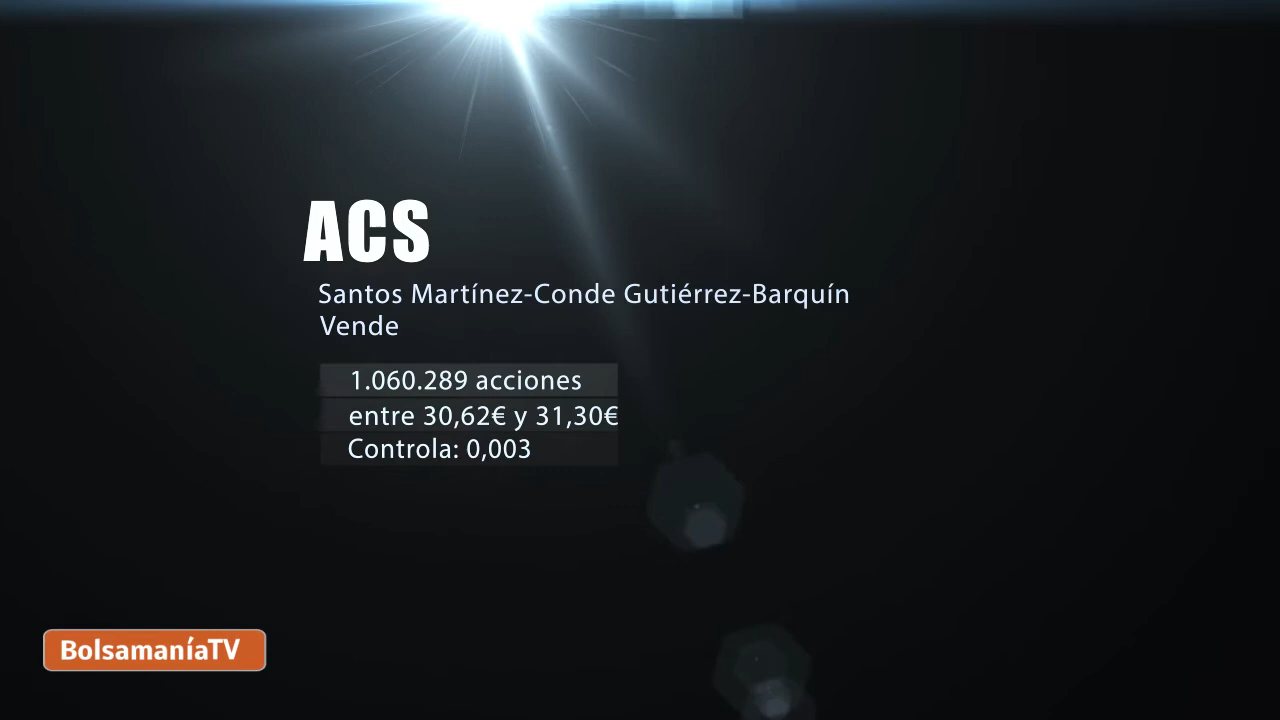 ACS
Santos Martínez-Conde Gutiérrez-Barquín
Vende
1.060.289 acciones
entre 30,62€ y 31,30€
Controla: 0,003
BolsamaníaTV